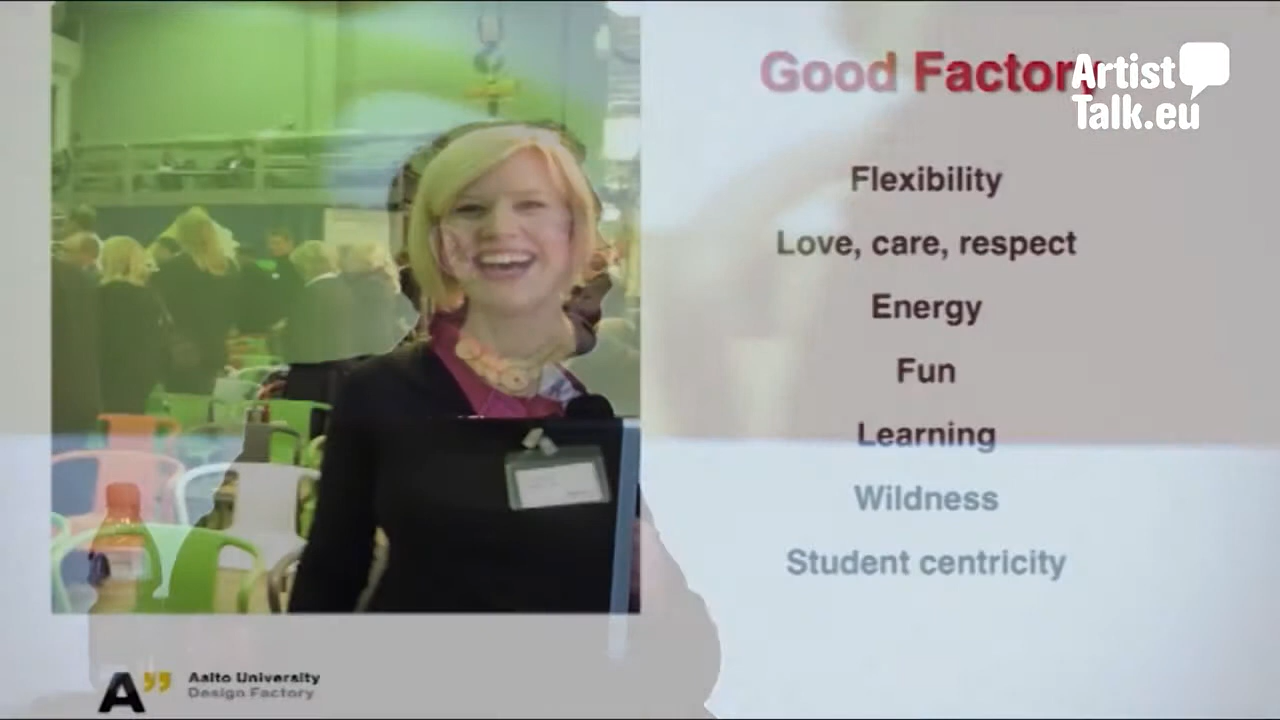 Good Factory
Artist
Talk.eu
Flexibility
Love, care, respect
Energy
Fun
Learning
Wildness
Student centricity
A”
Aalto University
Design Factory